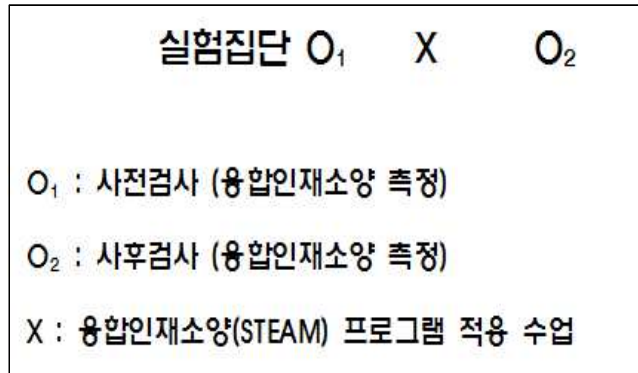 실험집단 O₁ X O₂
O₁ : 사전검사 (융합인재소양 측정)
O₂ : 사후검사 (융합인재소양 측정)
X : 융합인재소양(STEAM) 프로그램 적용 수업